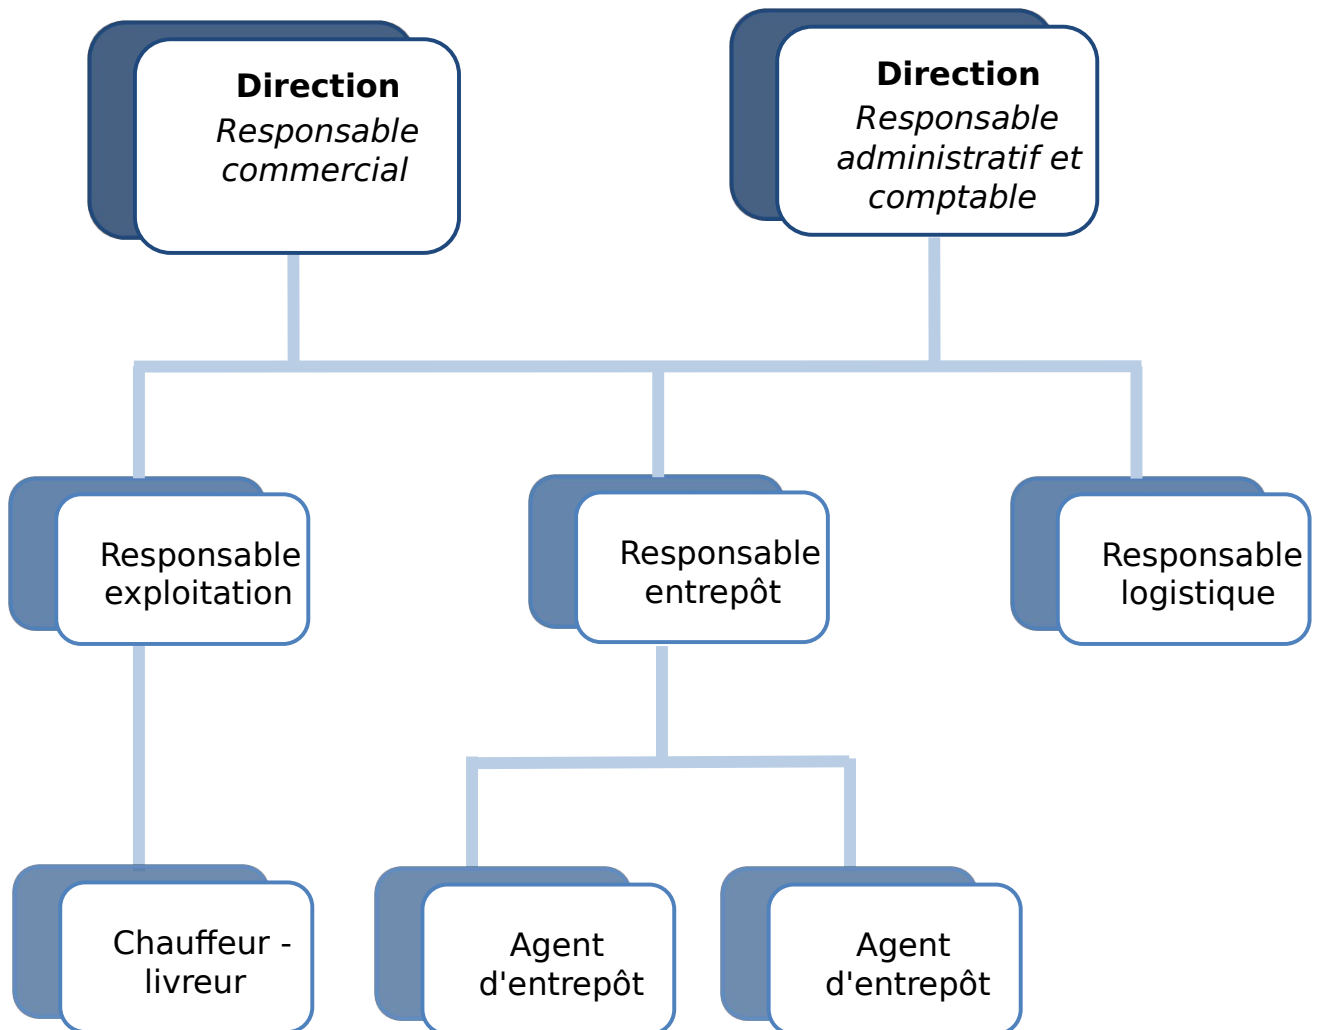 Direction
Responsable
commercial
Direction
Responsable
administratif et
comptable
Responsable
exploitation
Responsable
entrepôt
Responsable
logistique
Chauffeur -
livreur
Agent
d'entrepôt
Agent
d'entrepôt